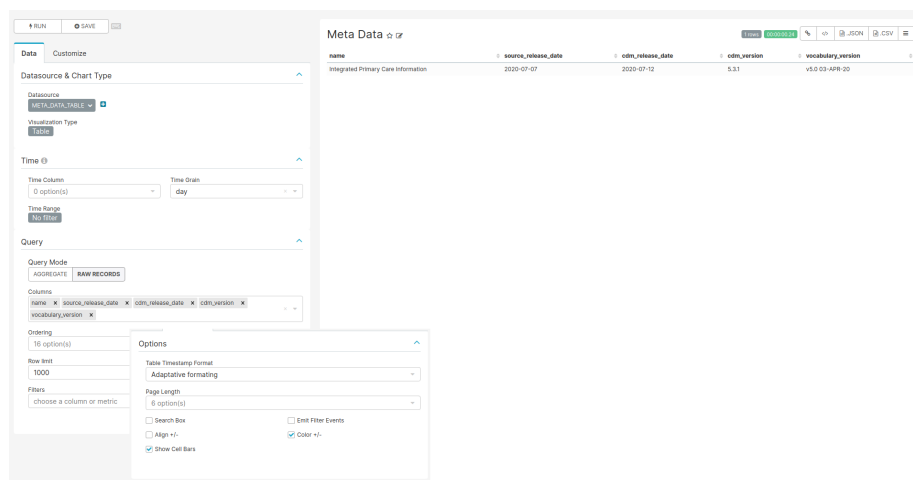 RUN
SAVE
Data
Customize
Datasource & Chart Type
Datasource
META_DATA_TABLE
Visualization Type
Table
Time
Time Column
Time Grain
0 option(s)
day
Time Range
No filter
Query
Query Mode
AGGREGATE
RAW RECORDS
Columns
name x source_release_date x cdm_release_date x cdm_version x
vocabulary_version x
Ordering
16 option(s)
Row limit
1000
Filters
choose a column or metric
Options
Table Timestamp Format
Adaptative formating
Page Length
6 option(s)
Search Box
Emit Filter Events
Align +/-
Color +/-
Show Cell Bars
Meta Data
1 rows
00:00:00.24
</>
.JSON
.CSV
name source_release_date cdm_release_date cdm_version vocabulary_version
Integrated Primary Care Information 2020-07-07 2020-07-12 5.3.1 v5.0 03-APR-20